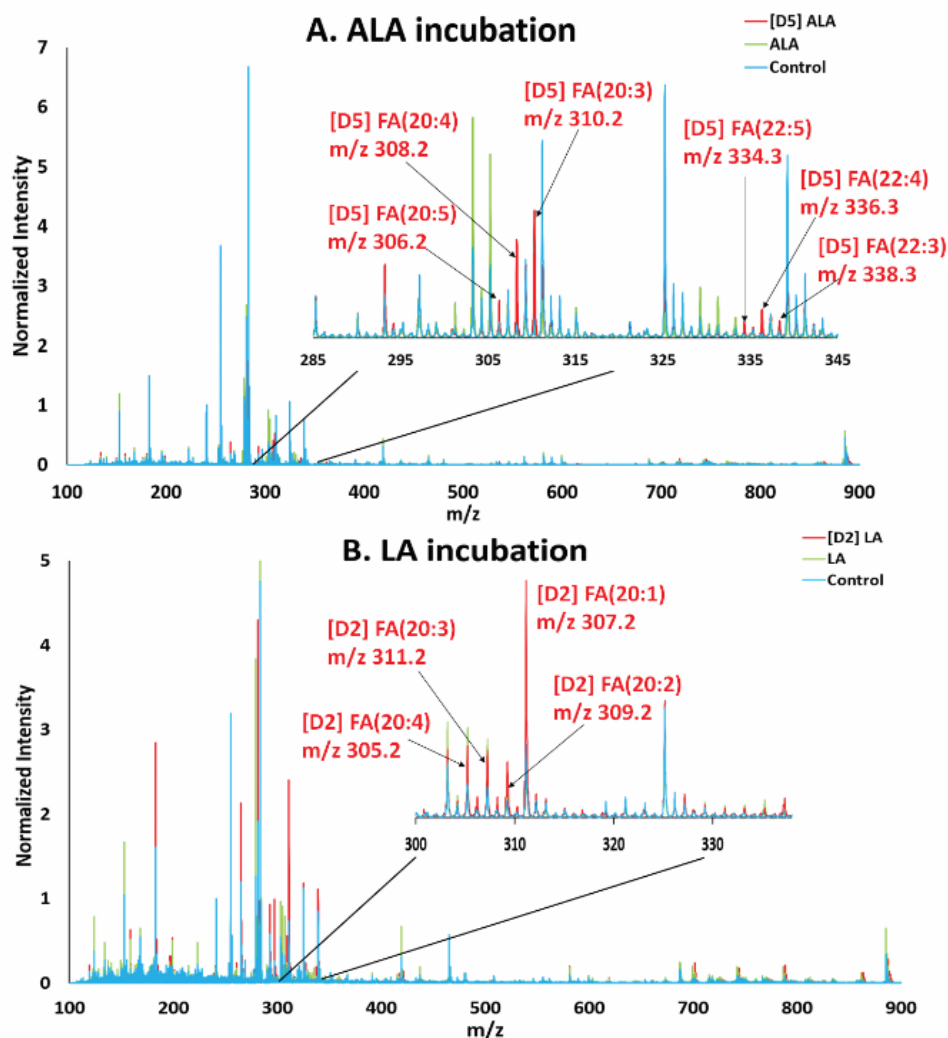 A. ALA incubation
[D5] ALA
ALA
Control
7
6
5
4
3
2
1
0
Normalized Intensity
[D5] FA(20:4)
m/z 308.2
[D5] FA(20:3)
m/z 310.2
[D5] FA(20:5)
m/z 306.2
[D5] FA(22:5)
m/z 334.3
[D5] FA(22:4)
m/z 336.3
[D5] FA(22:3)
m/z 338.3
285 295 305 315 325 335 345
100 200 300 400 500 600 700 800 900
m/z
B. LA incubation
[D2] LA
LA
Control
5
4
3
2
1
0
Normalized Intensity
[D2] FA(20:1)
m/z 307.2
[D2] FA(20:3)
m/z 311.2
[D2] FA(20:2)
m/z 309.2
[D2] FA(20:4)
m/z 305.2
300 310 320 330
100 200 300 400 500 600 700 800 900
m/z